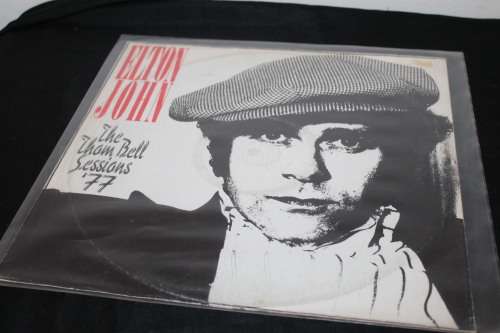 ELTON
JOHN
The
Thom Bell
Sessions
'77